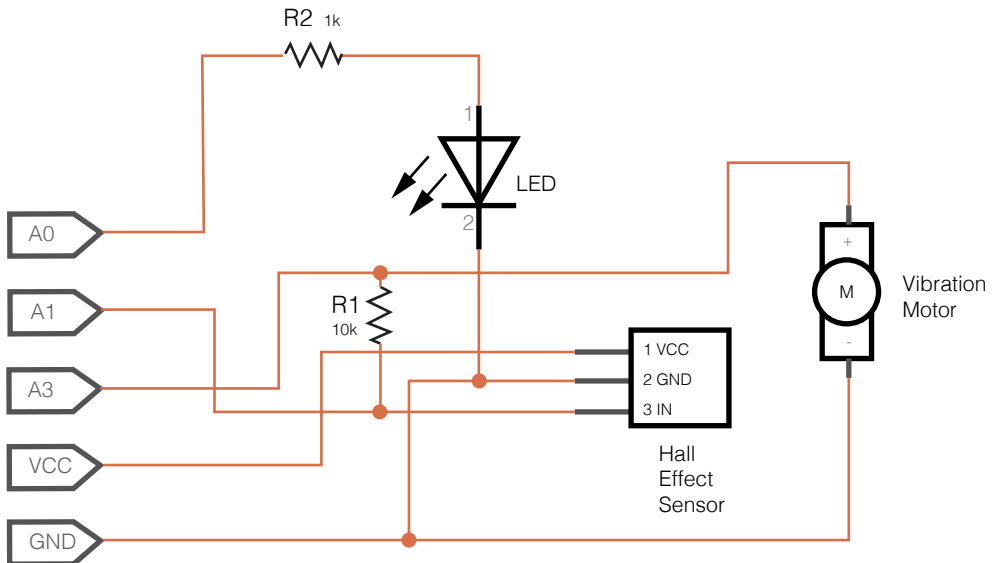 R2 1k
1
LED
2
A0
+
M
Vibration
Motor
-
A1
R1
10k
1 VCC
2 GND
3 IN
A3
Hall
Effect
Sensor
VCC
GND